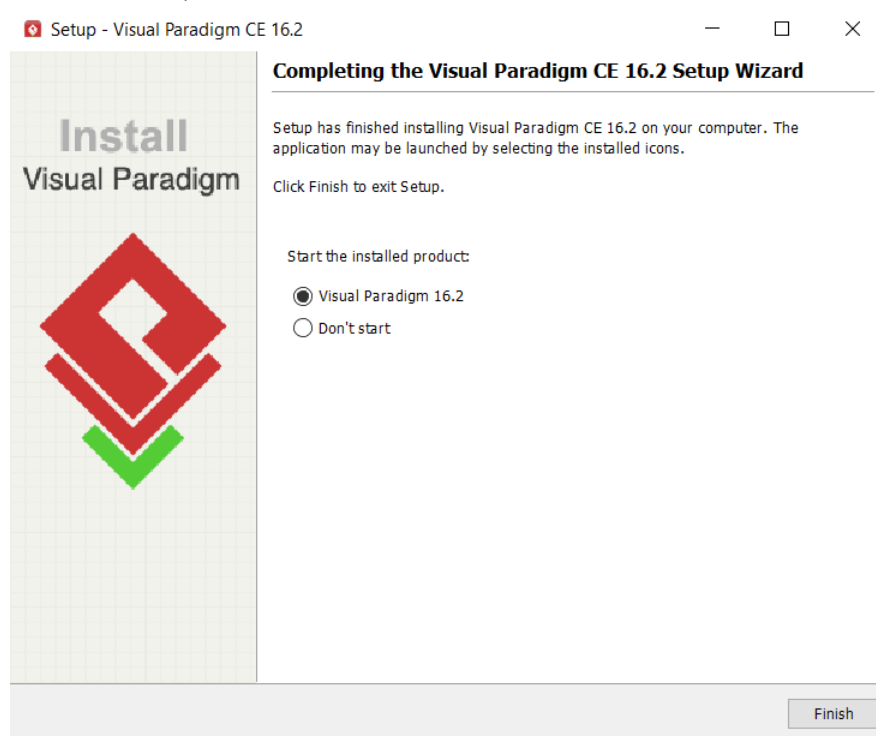 Setup - Visual Paradigm CE 16.2
Completing the Visual Paradigm CE 16.2 Setup Wizard
Install
Visual Paradigm
Setup has finished installing Visual Paradigm CE 16.2 on your computer. The
application may be launched by selecting the installed icons.
Click Finish to exit Setup.
Start the installed product:
Visual Paradigm 16.2
Don't start
Finish